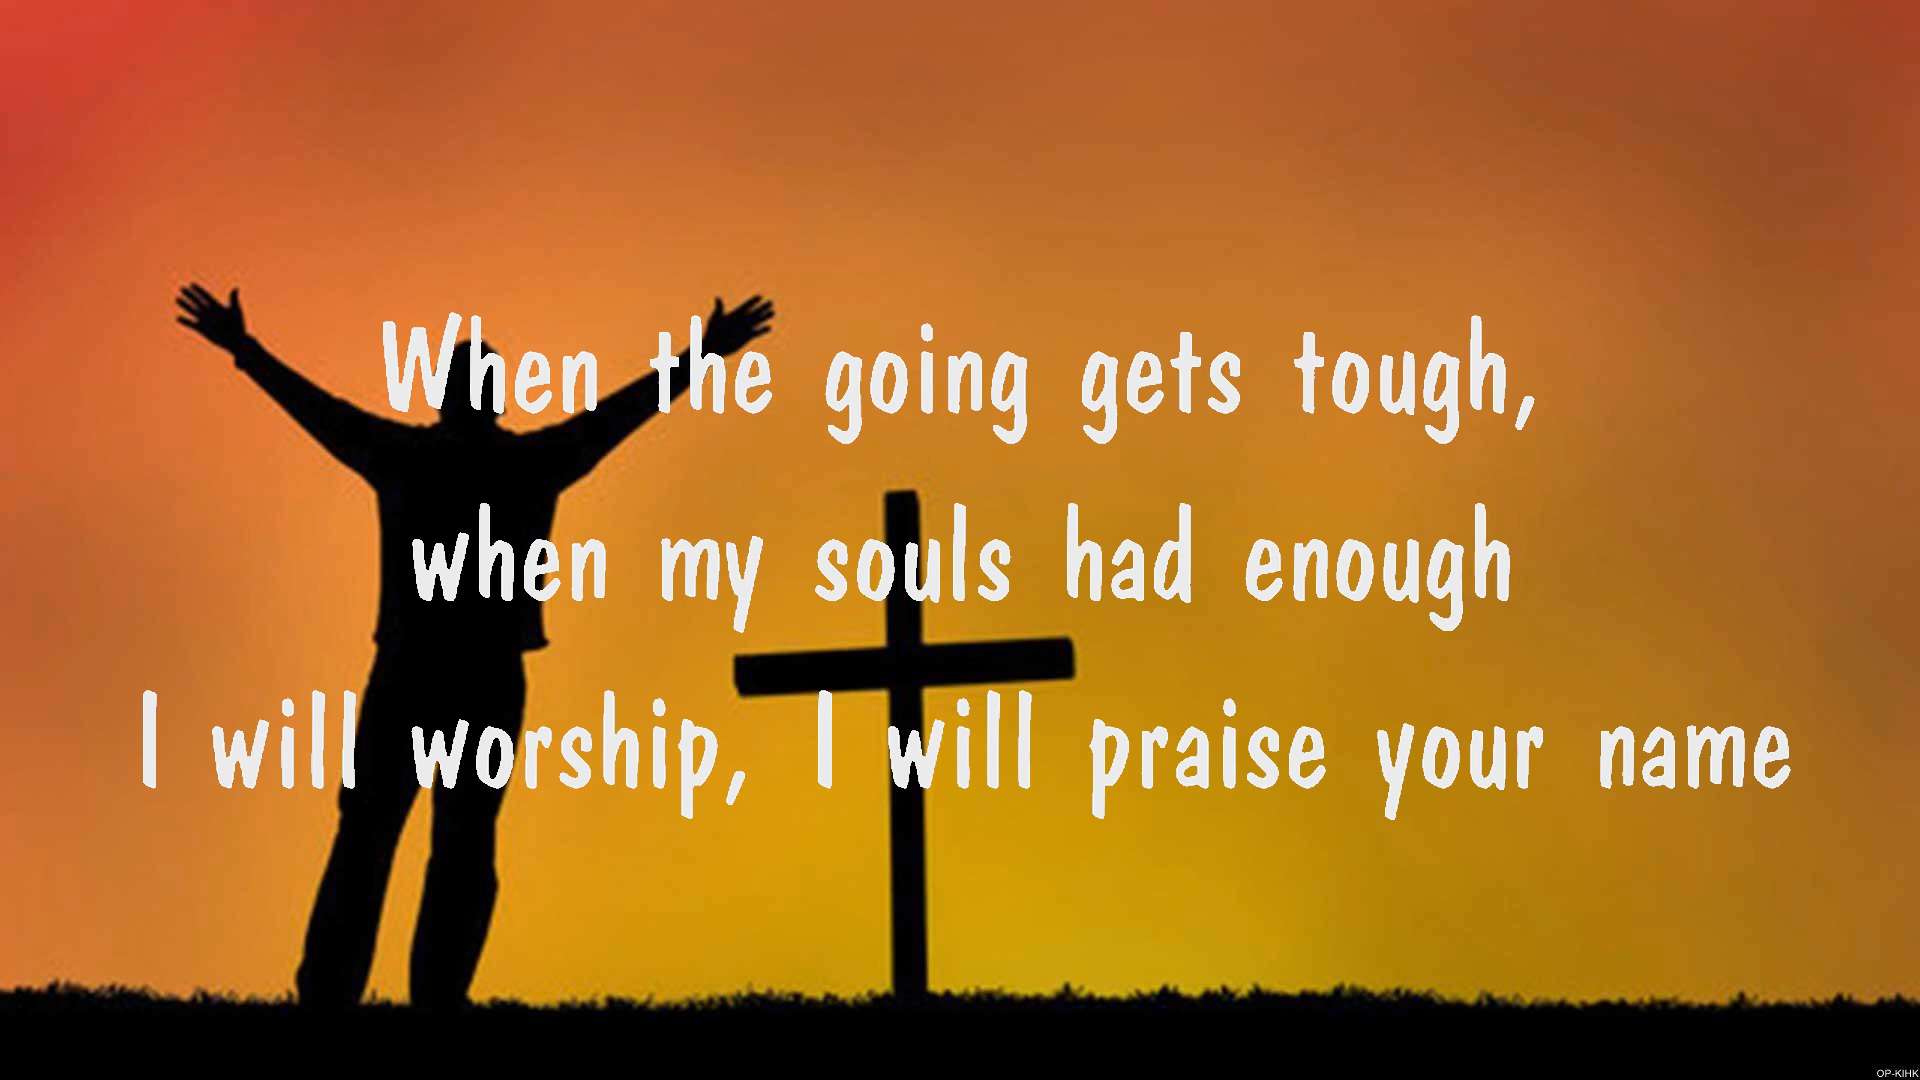 When the going gets tough,
when my souls had enough
I will worship, I will praise your name
OP-KIHK